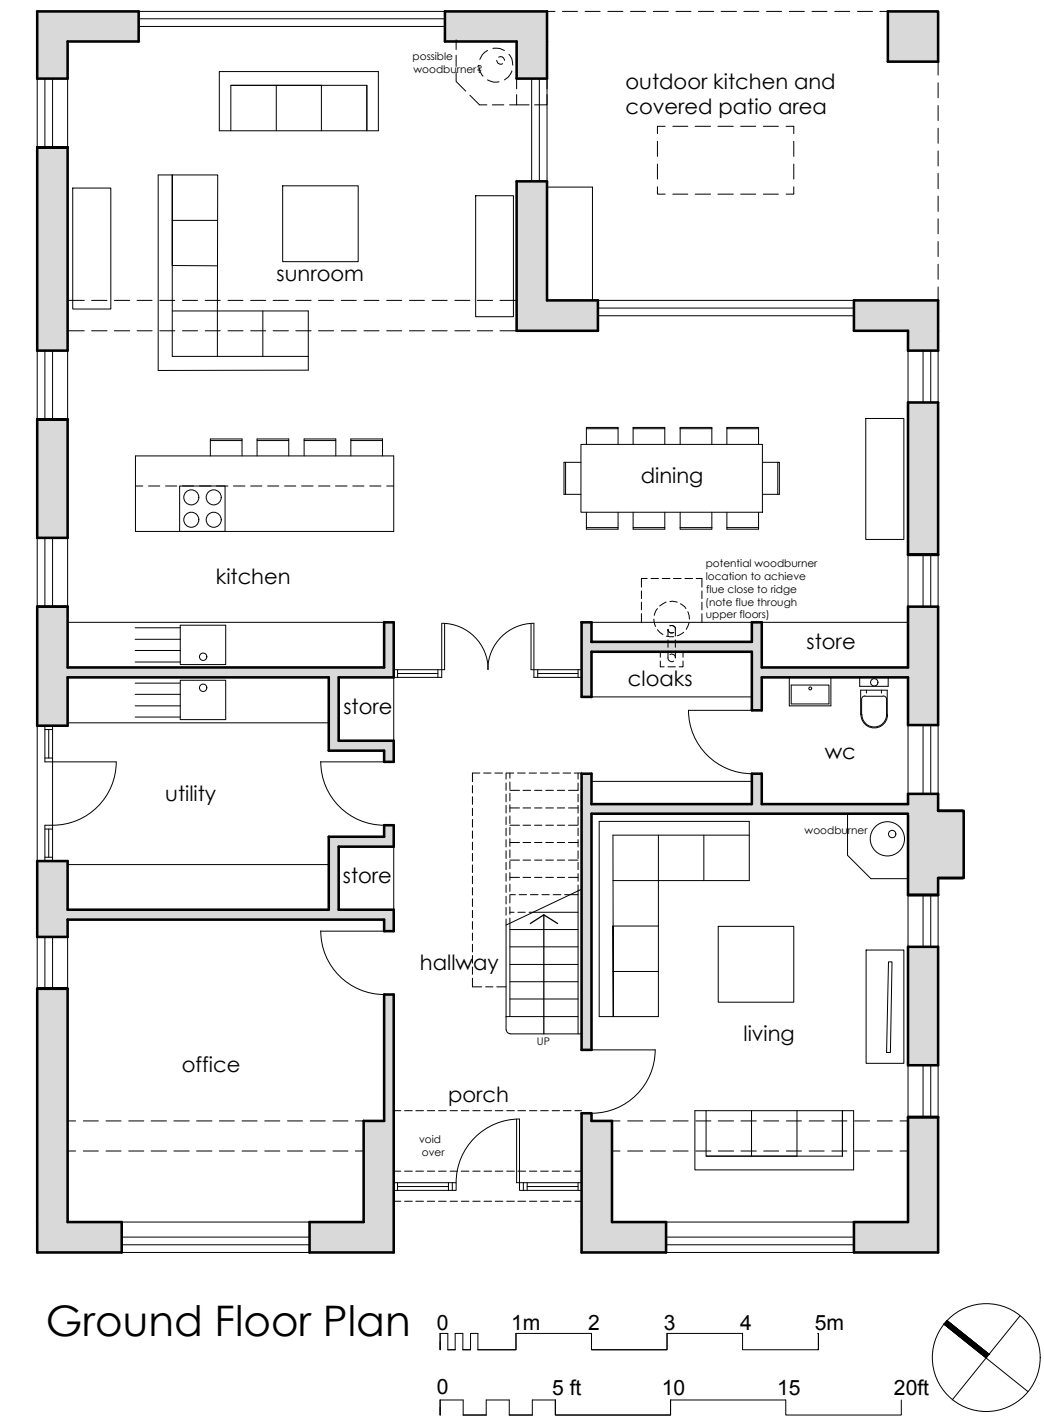 possible
woodburner?
outdoor kitchen and
covered patio area
sunroom
dining
kitchen
potential woodburner
location to achieve
flue close to ridge
(note flue through
upper floors)
store
cloaks
store
wc
utility
woodburner
store
hallway
living
UP
office
porch
void
over
Ground Floor Plan
0 1m 2 3 4 5m
0 5 ft 10 15 20ft